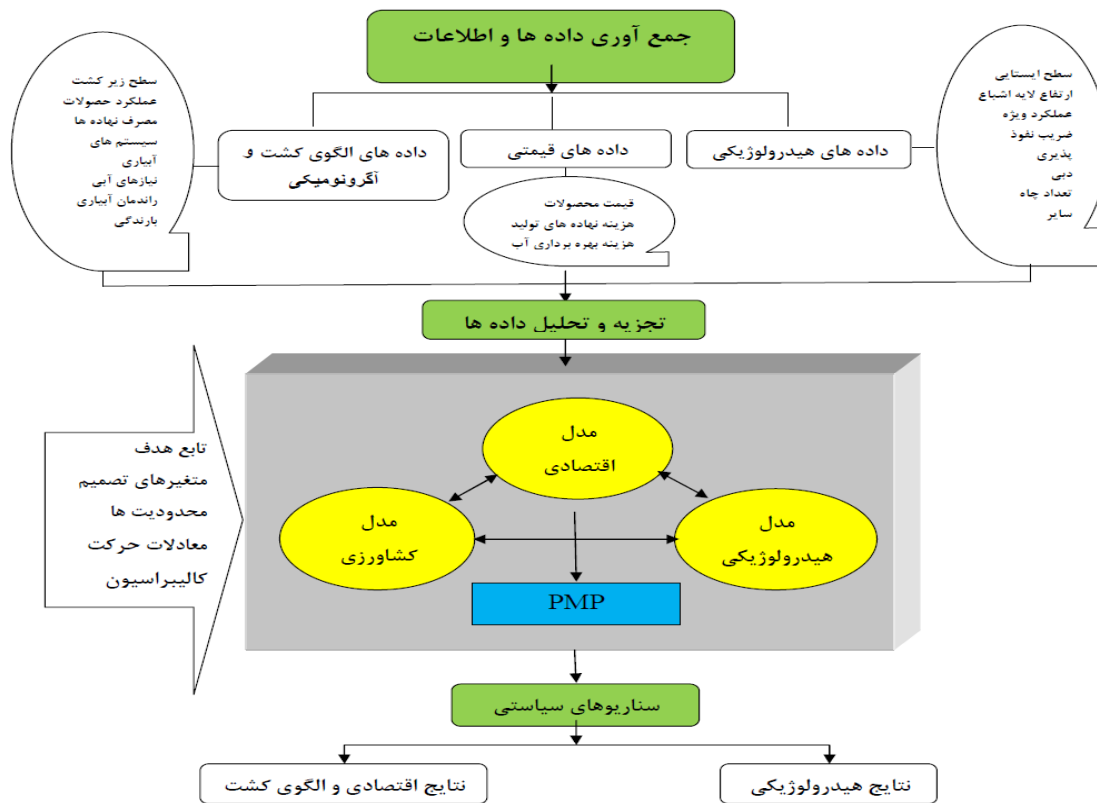 جمع آوری داده ها و اطلاعات
سطح ایستایی
ارتفاع لایه اشباع
عملکرد ویژه
ضریب نفوذ
پذیری
دبی
تعداد چاه
سایر
داده های هیدرولوژیکی
داده های قیمتی
داده های الگوی کشت و
آگرونومیکی
سطح زیر کشت
عملکرد حصولات
مصرف نهاده ها
سیستم های
آبیاری
نیازهای آبی
راندمان آبیاری
بارندگی
قیمت محصولات
هزینه نهاده های تولید
هزینه بهره برداری آب
تجزیه و تحلیل داده ها
تابع هدف
متغیرهای تصمیم
محدودیت ها
معادلات حرکت
کالیبراسیون
مدل
اقتصادی
مدل
هیدرولوژیکی
مدل
کشاورزی
PMP
سناریوهای سیاستی
نتایج هیدرولوژیکی
نتایج اقتصادی و الگوی کشت